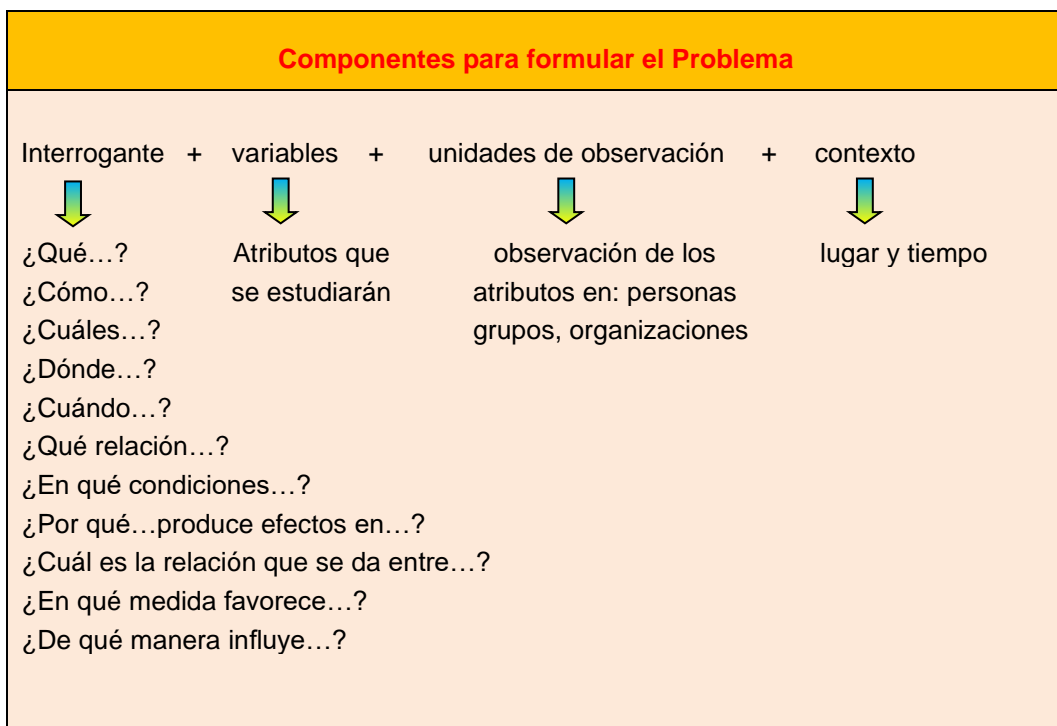 Componentes para formular el Problema
Interrogante + variables + unidades de observación + contexto
¿Qué…? Atributos que observación de los lugar y tiempo
¿Cómo…? se estudiarán atributos en: personas
¿Cuáles…? grupos, organizaciones
¿Dónde…?
¿Cuándo…?
¿Qué relación…?
¿En qué condiciones…?
¿Por qué…produce efectos en…?
¿Cuál es la relación que se da entre…?
¿En qué medida favorece…?
¿De qué manera influye…?